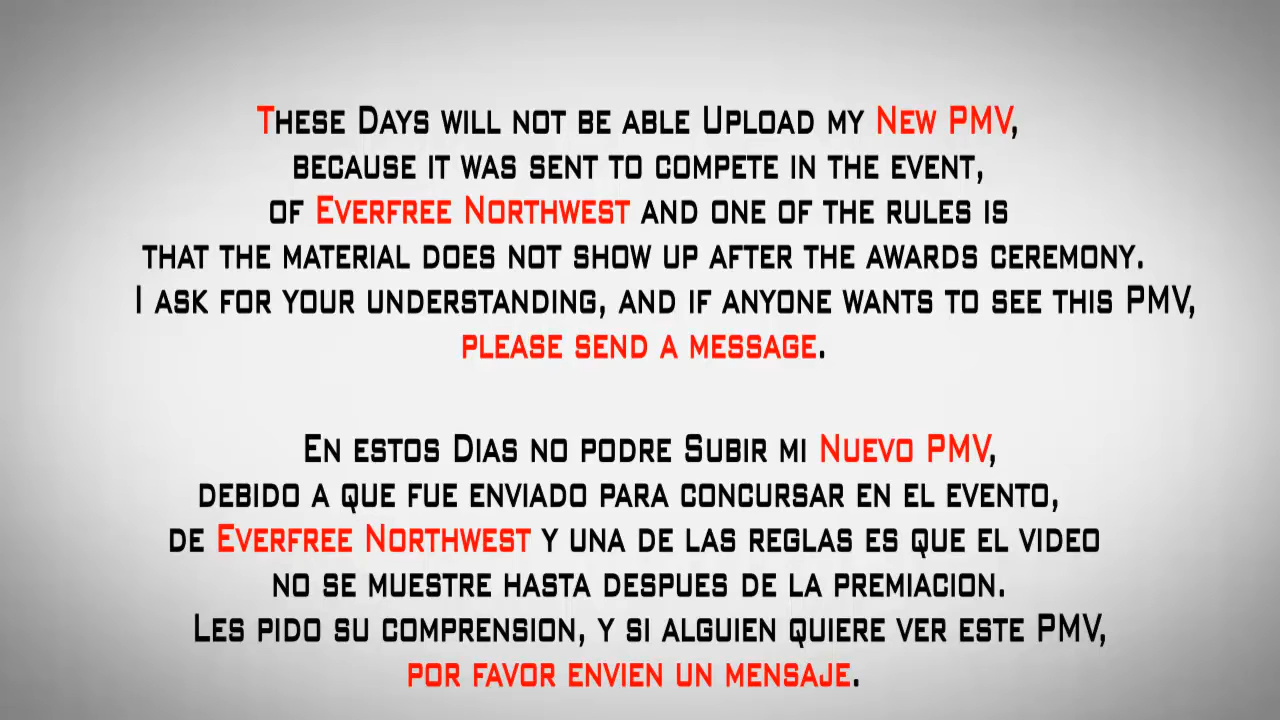 These Days will not be able Upload my New PMV,
because it was sent to compete in the event,
of Everfree Northwest and one of the rules is
that the material does not show up after the awards ceremony.
I ask for your understanding, and if anyone wants to see this PMV,
please send a message.
En estos Dias no podre Subir mi Nuevo PMV,
debido a que fue enviado para concursar en el evento,
de Everfree Northwest y una de las reglas es que el video
no se muestre hasta despues de la premiacion.
Les pido su comprension, y si alguien quiere ver este PMV,
por favor envien un mensaje.